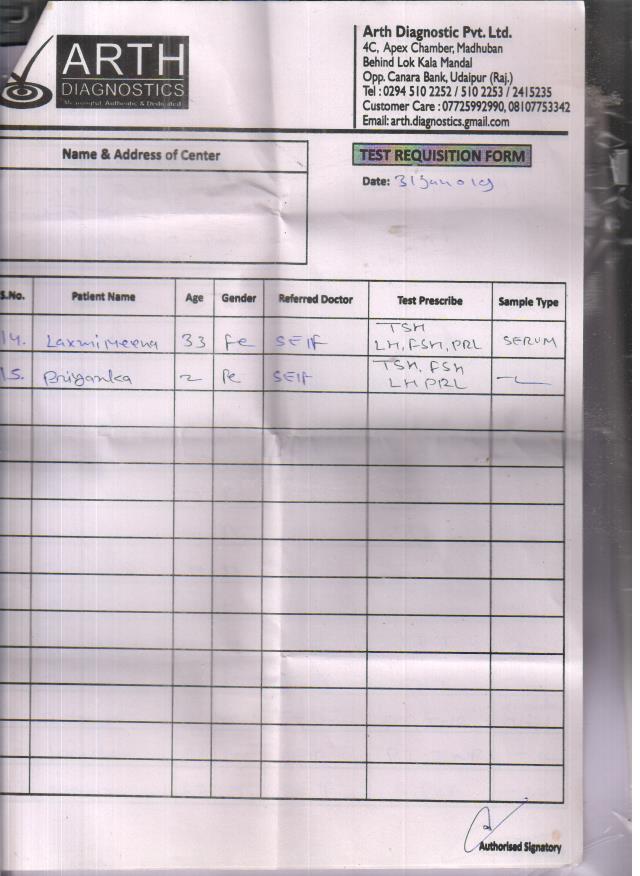 ARTH
DIAGNOSTICS
Meaningful, Authentic & Dedicated
Arth Diagnostic Pvt. Ltd.
4C, Apex Chamber, Madhuban
Behind Lok Kala Mandal
Opp. Canara Bank, Udaipur (Raj.)
Tel : 0294 510 2252 / 510 2253 / 2415235
Customer Care : 07725992990, 08107753342
Email: arth.diagnostics.gmail.com
Name & Address of Center
TEST REQUISITION FORM
Date: 31 Jan 019
S.No. Patient Name Age Gender Referred Doctor Test Prescribe Sample Type
14. Laxmi Meena 33 fe SElf TSH LH, FSH, PRL SERUM
15. Priyanka fe SElf TSH, FSH LH PRL
Authorised Signatory